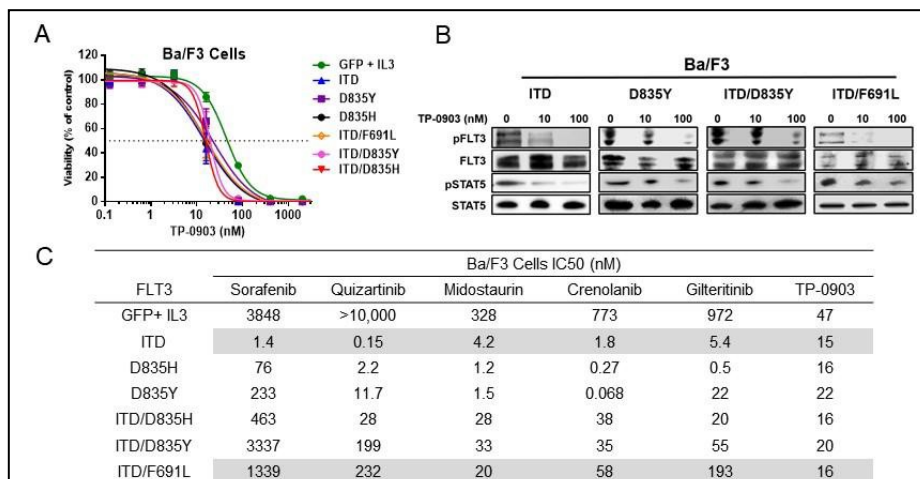 A
Ba/F3 Cells
Viability (% of control)
120
100
80
60
40
20
0
0.1 1 10 100 1000
TP-0903 (nM)
GFP + IL3
ITD
D835Y
D835H
ITD/F691L
ITD/D835Y
ITD/D835H
B
Ba/F3
ITD D835Y ITD/D835Y ITD/F691L
TP-0903 (nM) 0 10 100 0 10 100 0 10 100 0 10 100
pFLT3
FLT3
pSTAT5
STAT5
C
Ba/F3 Cells IC50 (nM)
FLT3 Sorafenib Quizartinib Midostaurin Crenolanib Gilteritinib TP-0903
GFP+ IL3 3848 >10,000 328 773 972 47
ITD 1.4 0.15 4.2 1.8 5.4 15
D835H 76 2.2 1.2 0.27 0.5 16
D835Y 233 11.7 1.5 0.068 22 22
ITD/D835H 463 28 28 38 20 16
ITD/D835Y 3337 199 33 35 55 20
ITD/F691L 1339 232 20 58 193 16